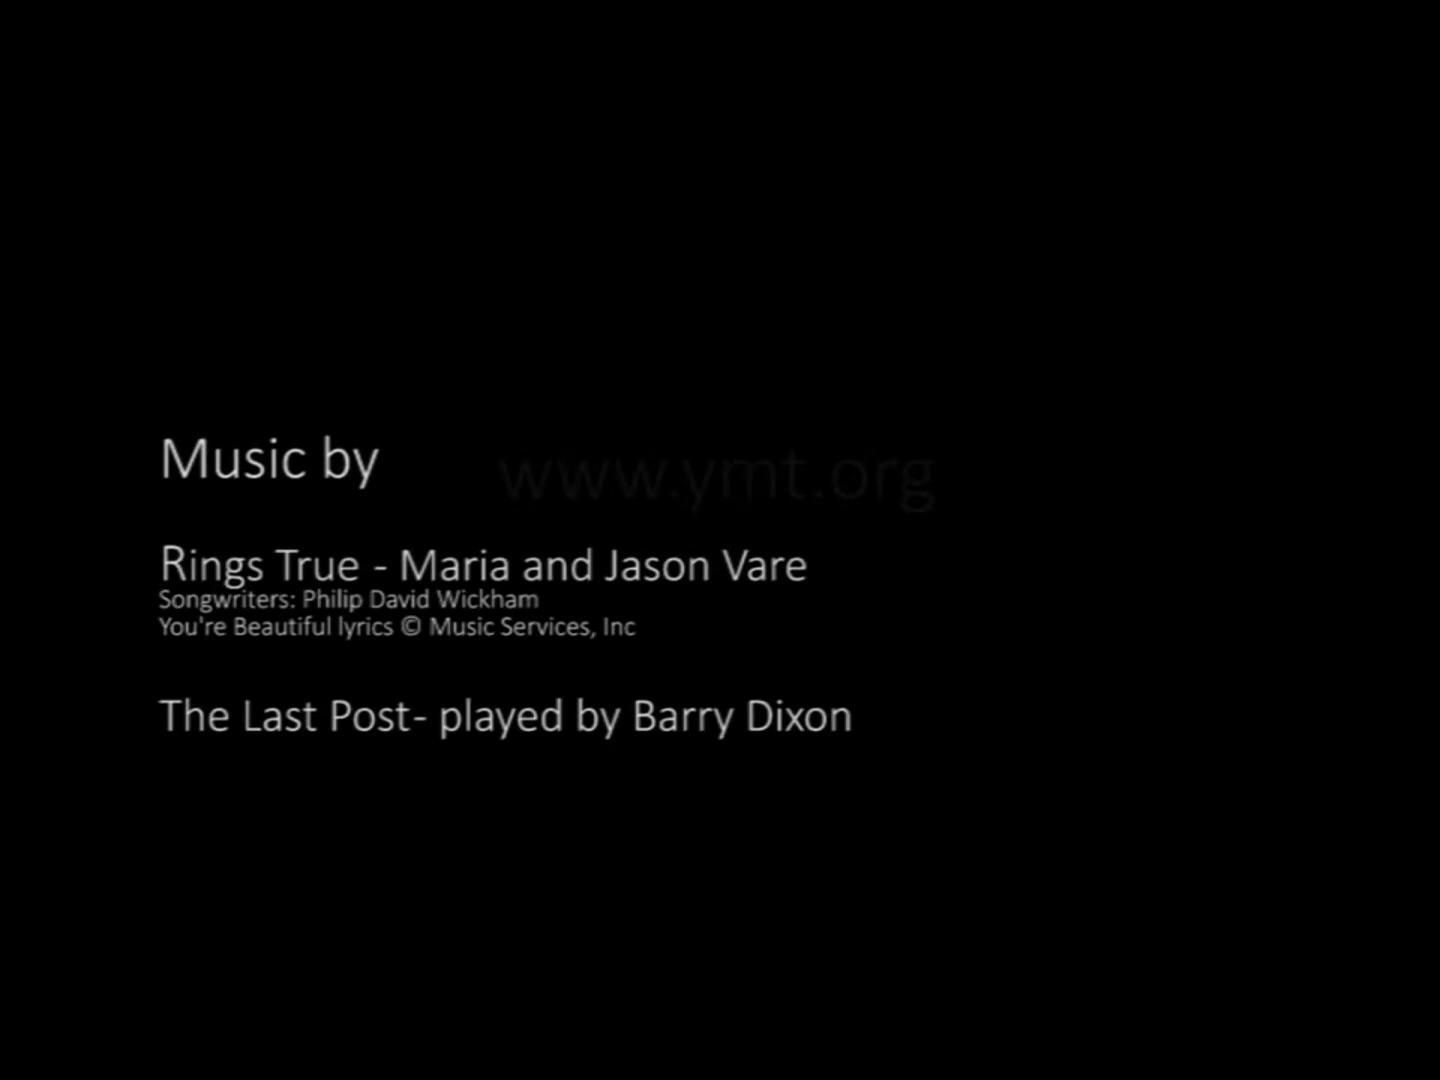 Music by
www.ymt.org
Rings True - Maria and Jason Vare
Songwriters: Philip David Wickham
You're Beautiful lyrics © Music Services, Inc
The Last Post- played by Barry Dixon